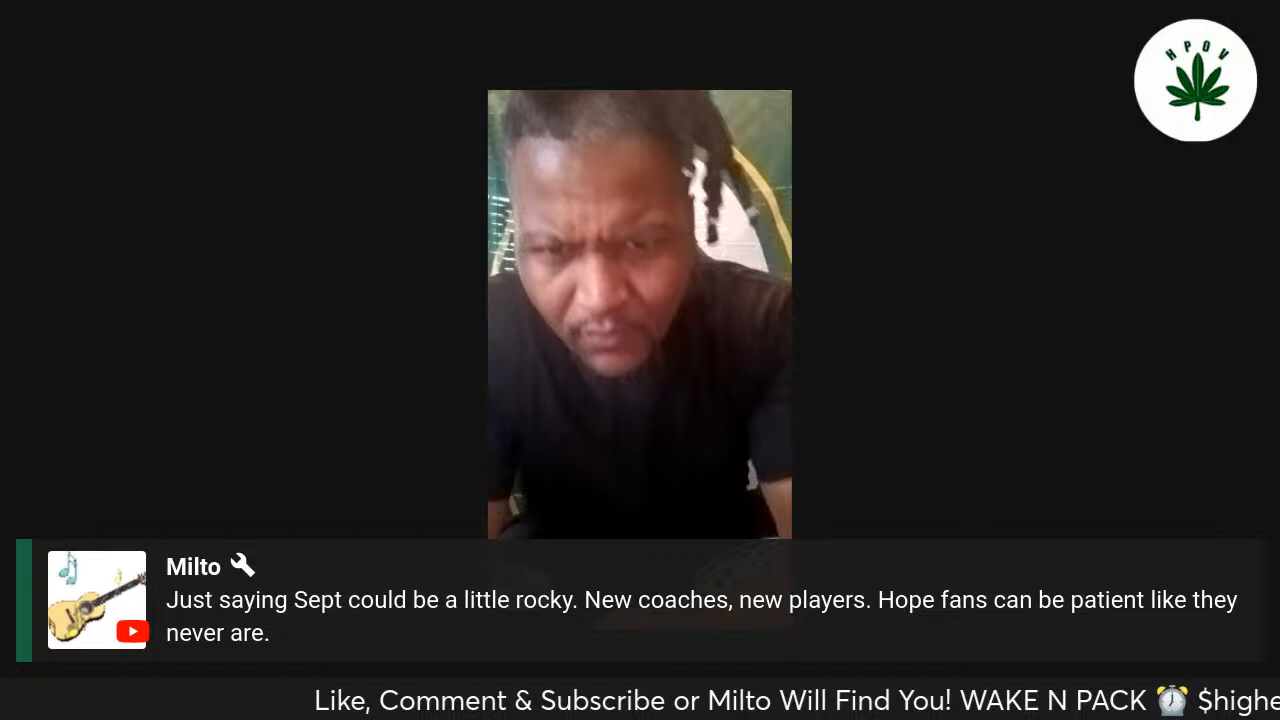 HPOV
Milto
Just saying Sept could be a little rocky. New coaches, new players. Hope fans can be patient like they
never are.
Like, Comment & Subscribe or Milto Will Find You! WAKE N PACK ⏰ $highe